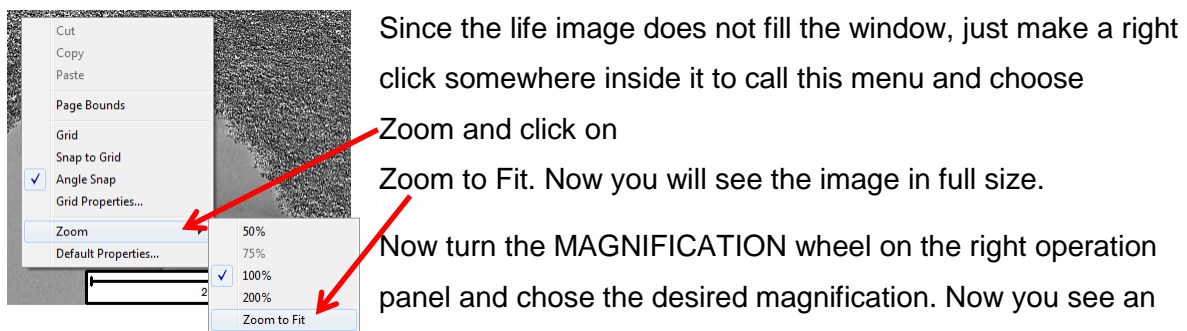 Cut
Copy
Paste
Page Bounds
Grid
Snap to Grid
Angle Snap
Grid Properties...
Zoom
Default Properties...
50%
75%
100%
200%
Zoom to Fit
2
Since the life image does not fill the window, just make a right
click somewhere inside it to call this menu and choose
Zoom and click on
Zoom to Fit. Now you will see the image in full size.
Now turn the MAGNIFICATION wheel on the right operation
panel and chose the desired magnification. Now you see an